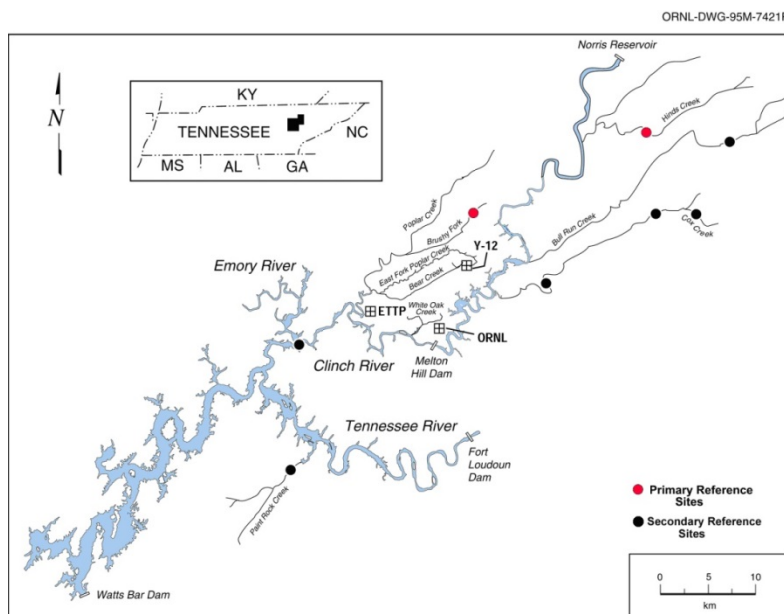 ORNL-DWG-95M-7421
Norris Reservoir
N
KY
TENNESSEE
NC
MS
AL
GA
Hinds Creek
Poplar Creek
Brushy Fork
Bull Run Creek
Cox Creek
Y-12
East Fork Poplar Creek
Bear Creek
Emory River
ETTP
White Oak
Creek
ORNL
Clinch River
Melton
Hill Dam
Tennessee River
Fort
Loudoun
Dam
Paint Rock Creek
Primary Reference
Sites
Secondary Reference
Sites
Watts Bar Dam
0 5 10
km